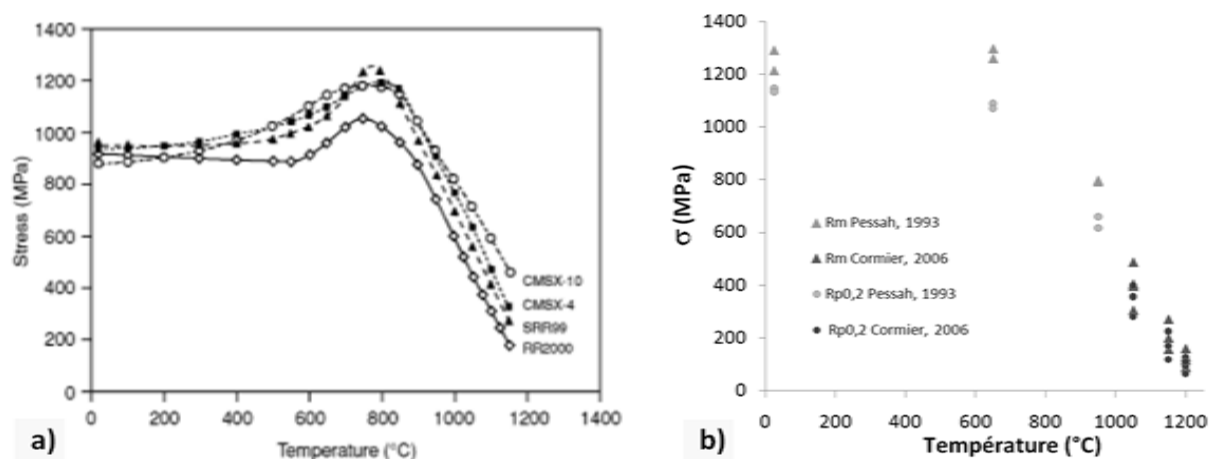 1400
1200
1000
800
600
400
200
0
Stress (MPa)
CMSX-10
CMSX-4
SRR99
RR2000
0 200 400 600 800 1000 1200 1400
Temperature (°C)
a)
1400
1200
1000
800
600
400
200
0
σ (MPa)
Rm Pessah, 1993
Rm Cormier, 2006
Rp0,2 Pessah, 1993
Rp0,2 Cormier, 2006
0 200 400 600 800 1000 1200
Température (°C)
b)